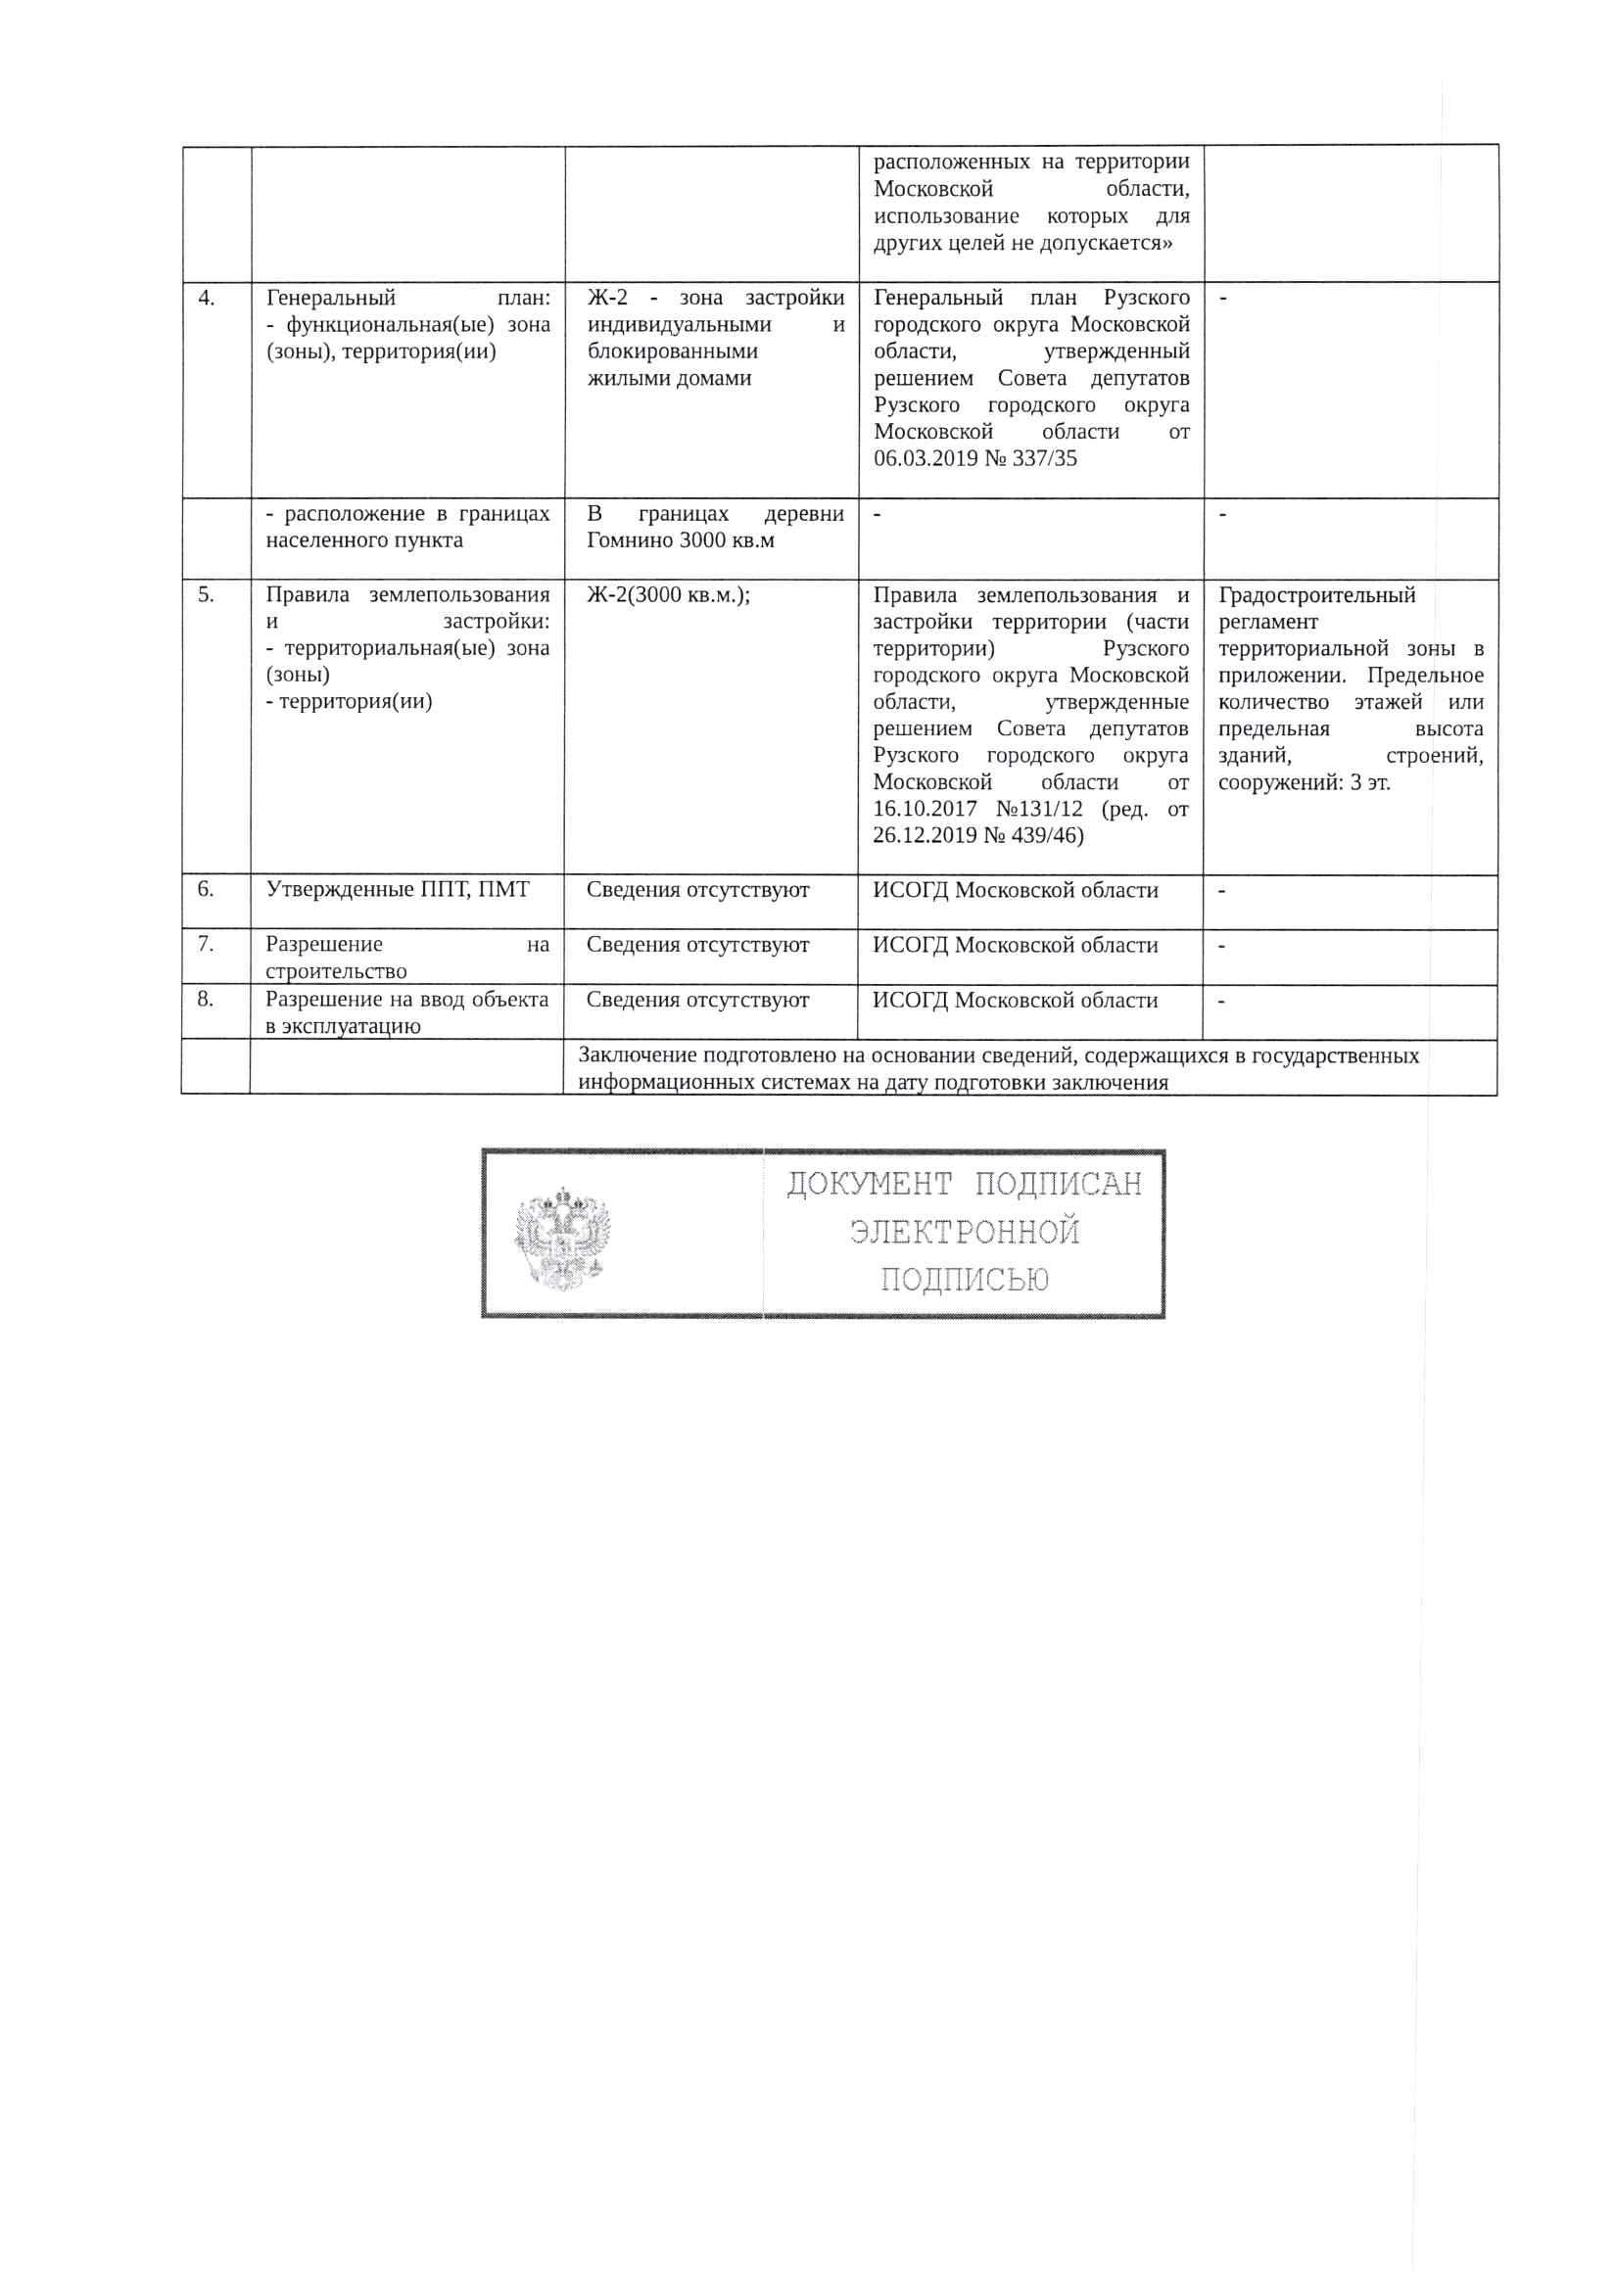 расположенных на территории
Московской области,
использование которых для
других целей не допускается»
4.
Генеральный план:
- функциональная(ые) зона
(зоны), территория(ии)
Ж-2 - зона застройки
индивидуальными и
блокированными
жилыми домами
Генеральный план Рузского
городского округа Московской
области, утвержденный
решением Совета депутатов
Рузского городского округа
Московской области от
06.03.2019 № 337/35
-
- расположение в границах
населенного пункта
В границах деревни
Гомнино 3000 кв.м
-
-
5.
Правила землепользования
и застройки:
- территориальная(ые) зона
(зоны)
- территория(ии)
Ж-2(3000 кв.м.);
Правила землепользования и
застройки территории (части
территории) Рузского
городского округа Московской
области, утвержденные
решением Совета депутатов
Рузского городского округа
Московской области от
16.10.2017 №131/12 (ред. от
26.12.2019 № 439/46)
Градостроительный
регламент
территориальной зоны в
приложении. Предельное
количество этажей или
предельная высота
зданий, строений,
сооружений: 3 эт.
6.
Утвержденные ППТ, ПМТ
Сведения отсутствуют
ИСОГД Московской области
-
7.
Разрешение на
строительство
Сведения отсутствуют
ИСОГД Московской области
-
8.
Разрешение на ввод объекта
в эксплуатацию
Сведения отсутствуют
ИСОГД Московской области
-
Заключение подготовлено на основании сведений, содержащихся в государственных
информационных системах на дату подготовки заключения
ДОКУМЕНТ ПОДПИСАН
ЭЛЕКТРОННОЙ
ПОДПИСЬЮ